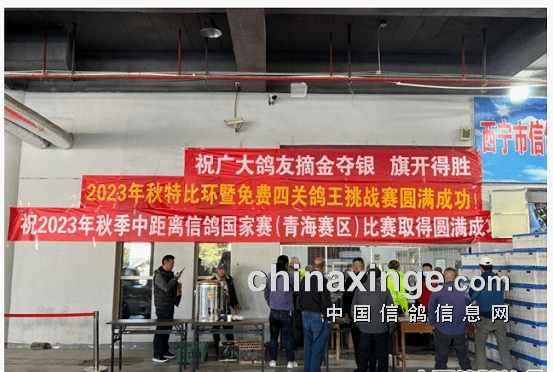 祝广大鸽友摘金夺银 旗开得胜
西宁市信
2023年秋特比环暨免费四关鸽王挑战赛圆满成功!
祝2023年秋季中距离信鸽国家赛(青海赛区)比赛取得圆满成功
chinaxinge.com
中国信鸽信息网